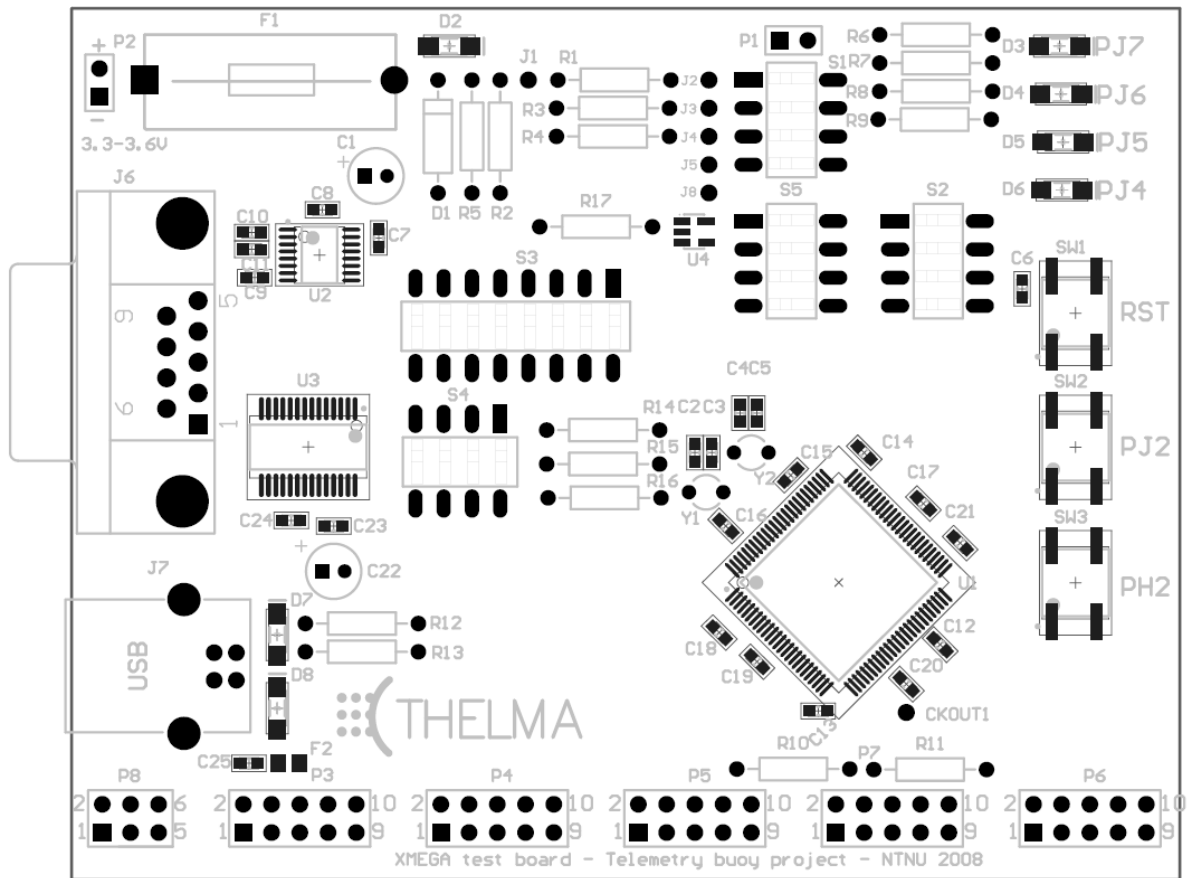 F1
D2
P2
+
-
3.3-3.6V
J1
R1
R3
R4
J2
J3
J4
J5
J8
P1
S1
R6
R7
R8
R9
D3
PJ7
D4
PJ6
D5
PJ5
D6
PJ4
C1
+
D1
R5
R2
J6
C8
C10
C11
C9
C7
U2
R17
U4
S5
S2
S3
C6
SW1
RST
5
9
6
1
U3
S4
R14
R15
R16
C4
C5
C2
C3
Y2
Y1
C15
C14
C17
C21
C16
SW2
PJ2
SW3
PH2
U1
C24
C23
+
C22
J7
USB
D7
D8
R12
R13
THELMA
C18
C19
C12
C20
C13
CKOUT1
C25
F2
R10
P7
R11
P8
2
6
1
5
P3
2
10
1
9
P4
2
10
1
9
P5
2
10
1
9
2
10
1
9
P6
2
10
1
9
XMEGA test board - Telemetry buoy project - NTNU 2008